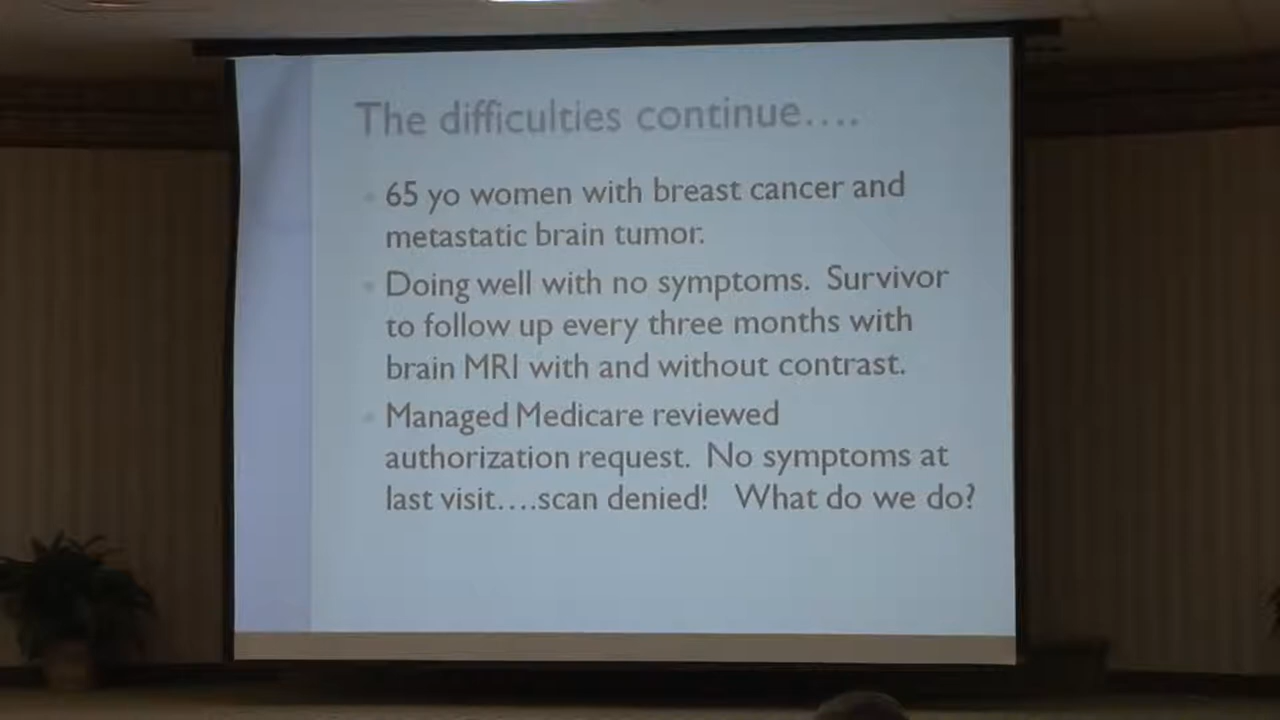 The difficulties continue....
65 yo women with breast cancer and
metastatic brain tumor.
Doing well with no symptoms. Survivor
to follow up every three months with
brain MRI with and without contrast.
Managed Medicare reviewed
authorization request. No symptoms at
last visit....scan denied! What do we do?